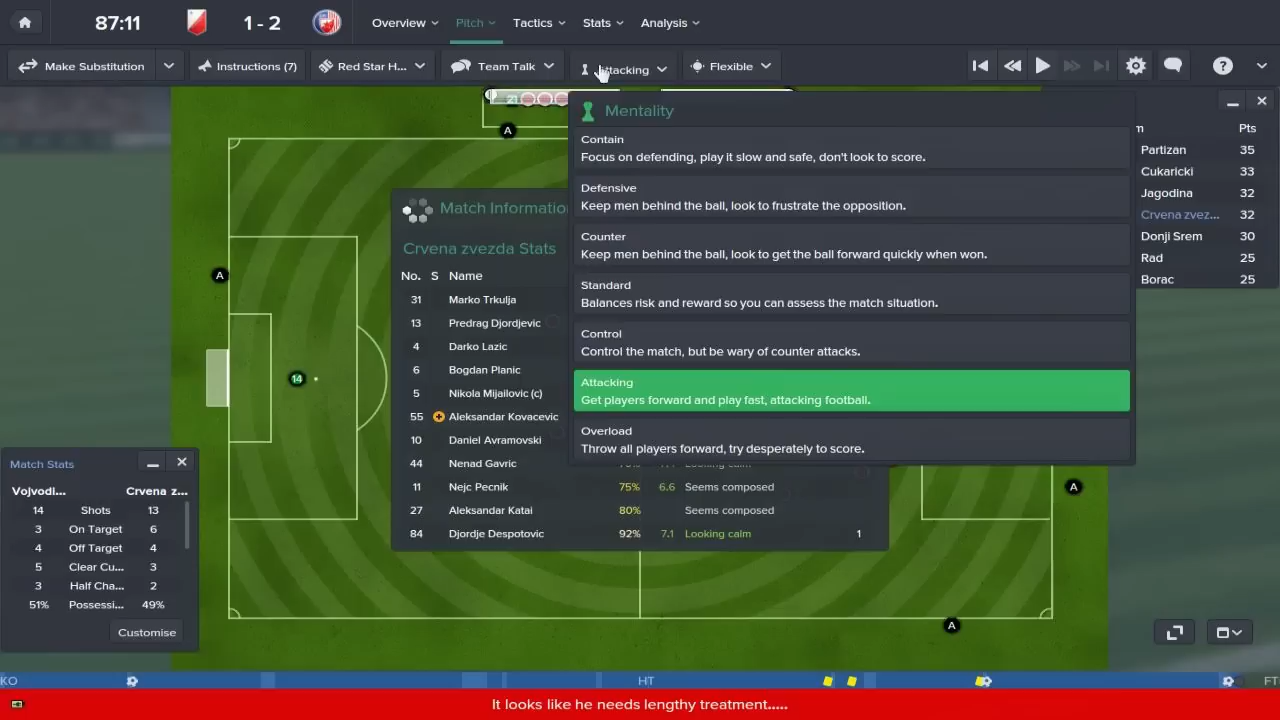 87:11
1 - 2
Overview
Pitch
Tactics
Stats
Analysis
Make Substitution
Instructions (7)
Red Star H...
Team Talk
Attacking
Flexible
Mentality
Contain
Focus on defending, play it slow and safe, don't look to score.
Defensive
Keep men behind the ball, look to frustrate the opposition.
Counter
Keep men behind the ball, look to get the ball forward quickly when won.
Standard
Balances risk and reward so you can assess the match situation.
Control
Control the match, but be wary of counter attacks.
Attacking
Get players forward and play fast, attacking football.
Overload
Throw all players forward, try desperately to score.
m Pts
Partizan 35
Cukaricki 33
Jagodina 32
Crvena zvez... 32
Donji Srem 30
Rad 25
Borac 25
21
A
A
14
A
A
Match Informatio
Crvena zvezda Stats
No. S Name
31 Marko Trkulja
13 Predrag Djordjevic
4 Darko Lazic
6 Bogdan Planic
5 Nikola Mijailovic (c)
55 Aleksandar Kovacevic
10 Daniel Avramovski
44 Nenad Gavric Looking calm
11 Nejc Pecnik 75% 6.6 Seems composed
27 Aleksandar Katai 80% Seems composed
84 Djordje Despotovic 92% 7.1 Looking calm 1
Match Stats
Vojvodi... Crvena z...
14 Shots 13
3 On Target 6
4 Off Target 4
5 Clear Cu... 3
3 Half Cha... 2
51% Possessi... 49%
Customise
KO
HT
FT
It looks like he needs lengthy treatment.....